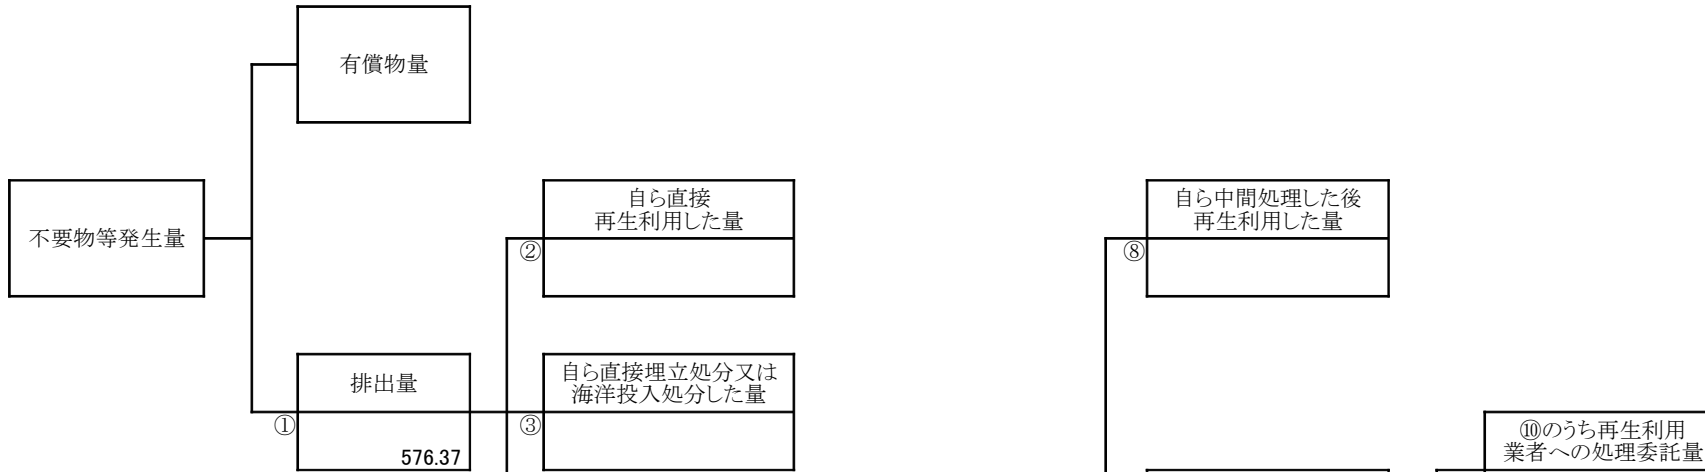 有償物量
不要物等発生量
自ら直接
再生利用した量
②
自ら中間処理した後
再生利用した量
⑧
排出量
①
576.37
自ら直接埋立処分又は
海洋投入処分した量
③
⑩のうち再生利用
業者への処理委託量